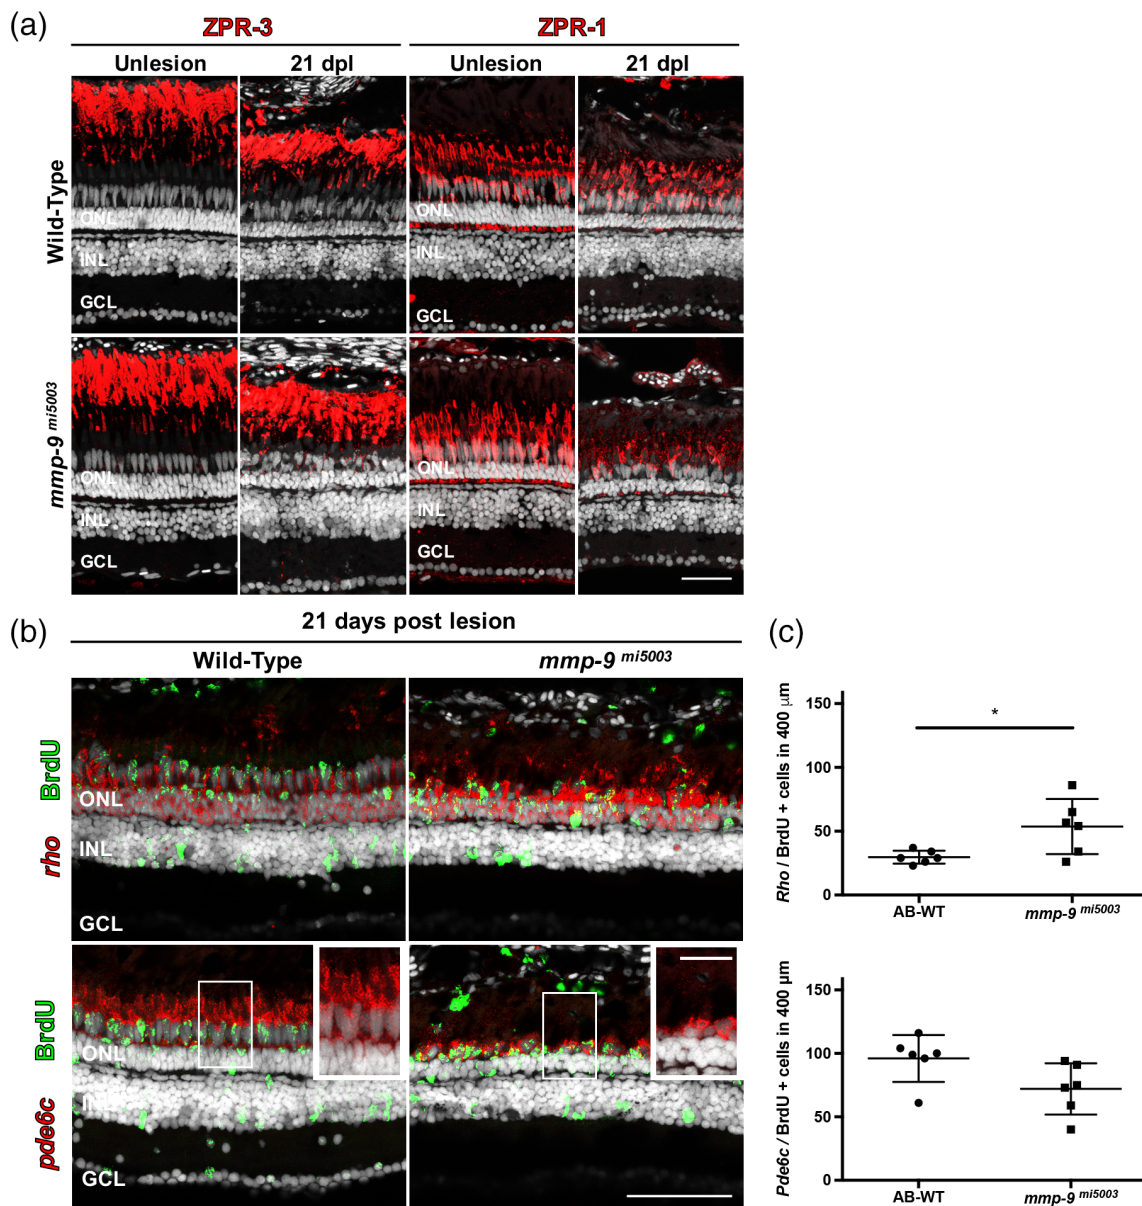 (a)
ZPR-3 ZPR-1
Unlesion 21 dpl Unlesion 21 dpl
Wild-Type
ONL ONL
INL INL
GCL GCL
mmp-9 mi5003
ONL ONL
INL INL
GCL GCL
(b)
21 days post lesion
Wild-Type mmp-9 mi5003
rho BrdU
ONL
INL
GCL
pde6c BrdU
ONL
GCL
(c)
Rho / BrdU + cells in 400 μm
150
*
100
50
0
AB-WT mmp-9 mi5003
Pde6c / BrdU + cells in 400 μm
150
100
50
0
AB-WT mmp-9 mi5003